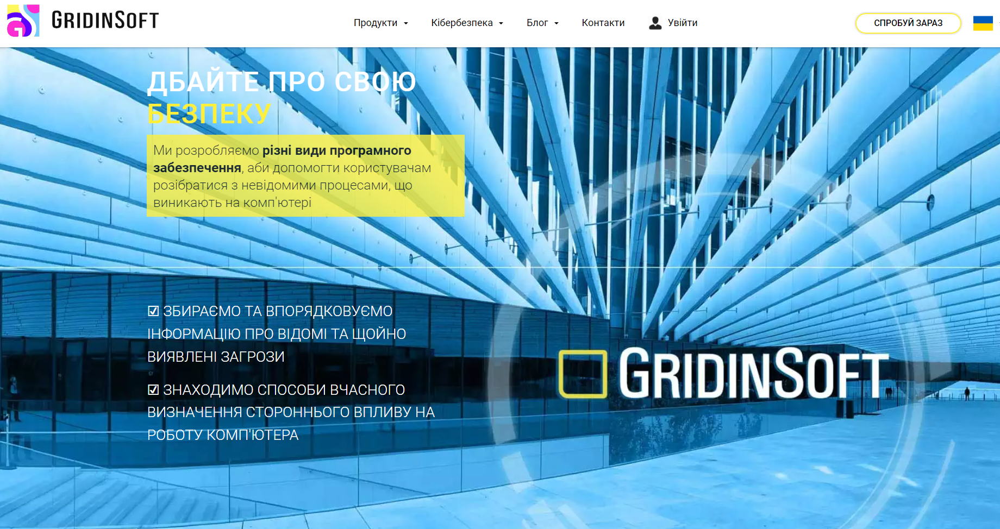 GRIDINSOFT
Продукти
Кібербезпека
Блог
Контакти
Увійти
СПРОБУЙ ЗАРАЗ
ДБАЙТЕ ПРО СВОЮ
БЕЗПЕКУ
Ми розробляємо різні види програмного
забезпечення, аби допомогти користувачам
розібратися з невідомими процесами, що
виникають на комп'ютері
☑ ЗБИРАЄМО ТА ВПОРЯДКОВУЄМО
ІНФОРМАЦІЮ ПРО ВІДОМІ ТА ЩОЙНО
ВИЯВЛЕНІ ЗАГРОЗИ
☑ ЗНАХОДИМО СПОСОБИ ВЧАСНОГО
ВИЗНАЧЕННЯ СТОРОННЬОГО ВПЛИВУ НА
РОБОТУ КОМП'ЮТЕРА
GRIDINSOFT